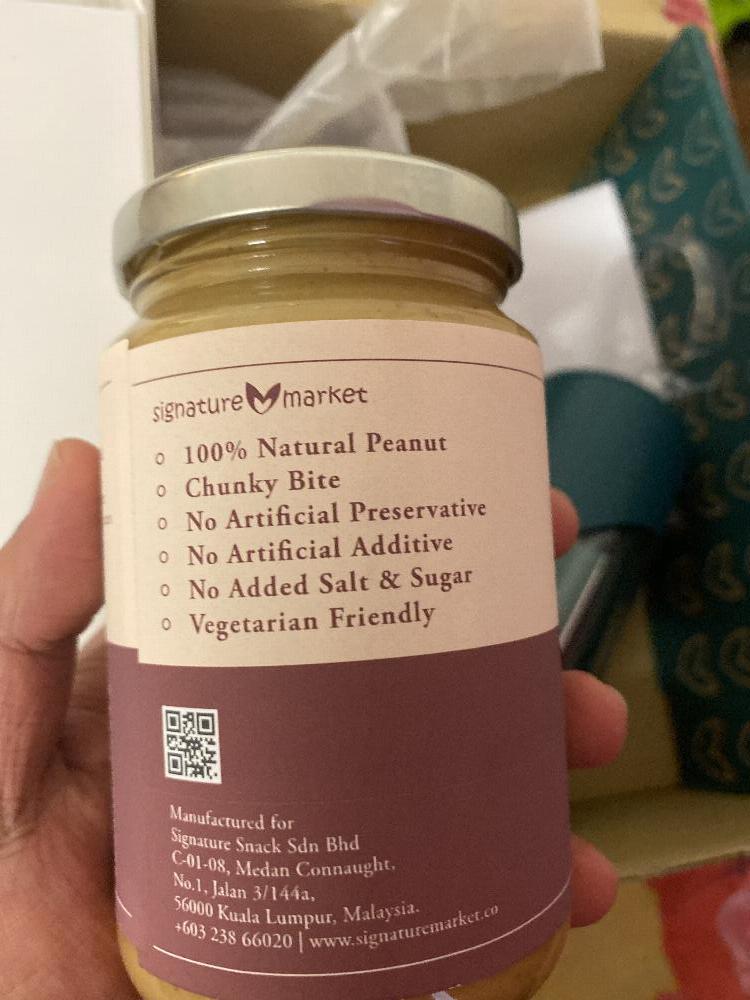 signature market
100% Natural Peanut
Chunky Bite
No Artificial Preservative
No Artificial Additive
No Added Salt & Sugar
Vegetarian Friendly
Manufactured for
Signature Snack Sdn Bhd
C-01-08, Medan Connaught,
No.1, Jalan 3/144a,
56000 Kuala Lumpur, Malaysia.
+603 238 66020 | www.signaturemarket.co